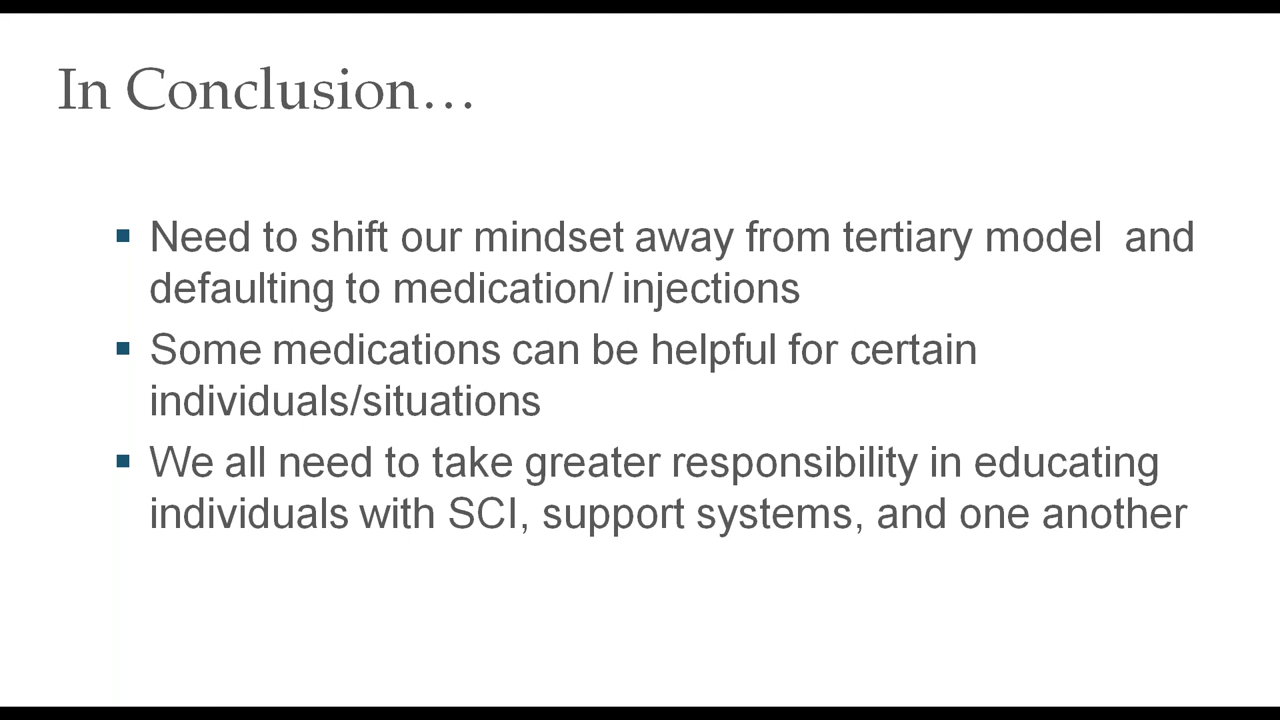 In Conclusion…
▪ Need to shift our mindset away from tertiary model  and
defaulting to medication/ injections
▪ Some medications can be helpful for certain
individuals/situations
▪ We all need to take greater responsibility in educating
individuals with SCI, support systems, and one another